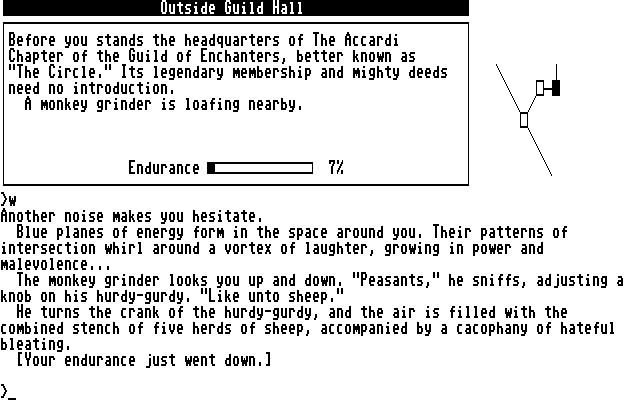 Outside Guild Hall
Before you stands the headquarters of The Accardi
Chapter of the Guild of Enchanters, better known as
"The Circle." Its legendary membership and mighty deeds
need no introduction.
A monkey grinder is loafing nearby.
Endurance 7%
>w
Another noise makes you hesitate.
Blue planes of energy form in the space around you. Their patterns of
intersection whirl around a vortex of laughter, growing in power and
malevolence...
The monkey grinder looks you up and down. "Peasants," he sniffs, adjusting a
knob on his hurdy-gurdy. "Like unto sheep."
He turns the crank of the hurdy-gurdy, and the air is filled with the
combined stench of five herds of sheep, accompanied by a cacophany of hateful
bleating.
[Your endurance just went down.]
>_